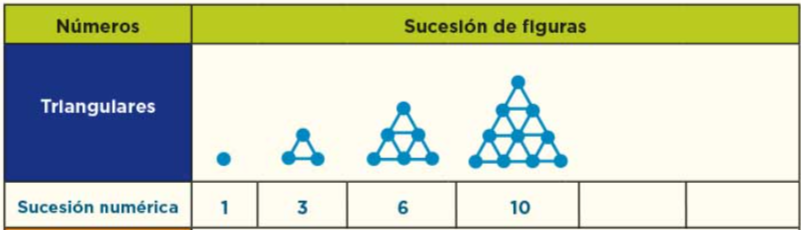 Números Sucesión de figuras
Triangulares
Sucesión numérica 1 3 6 10